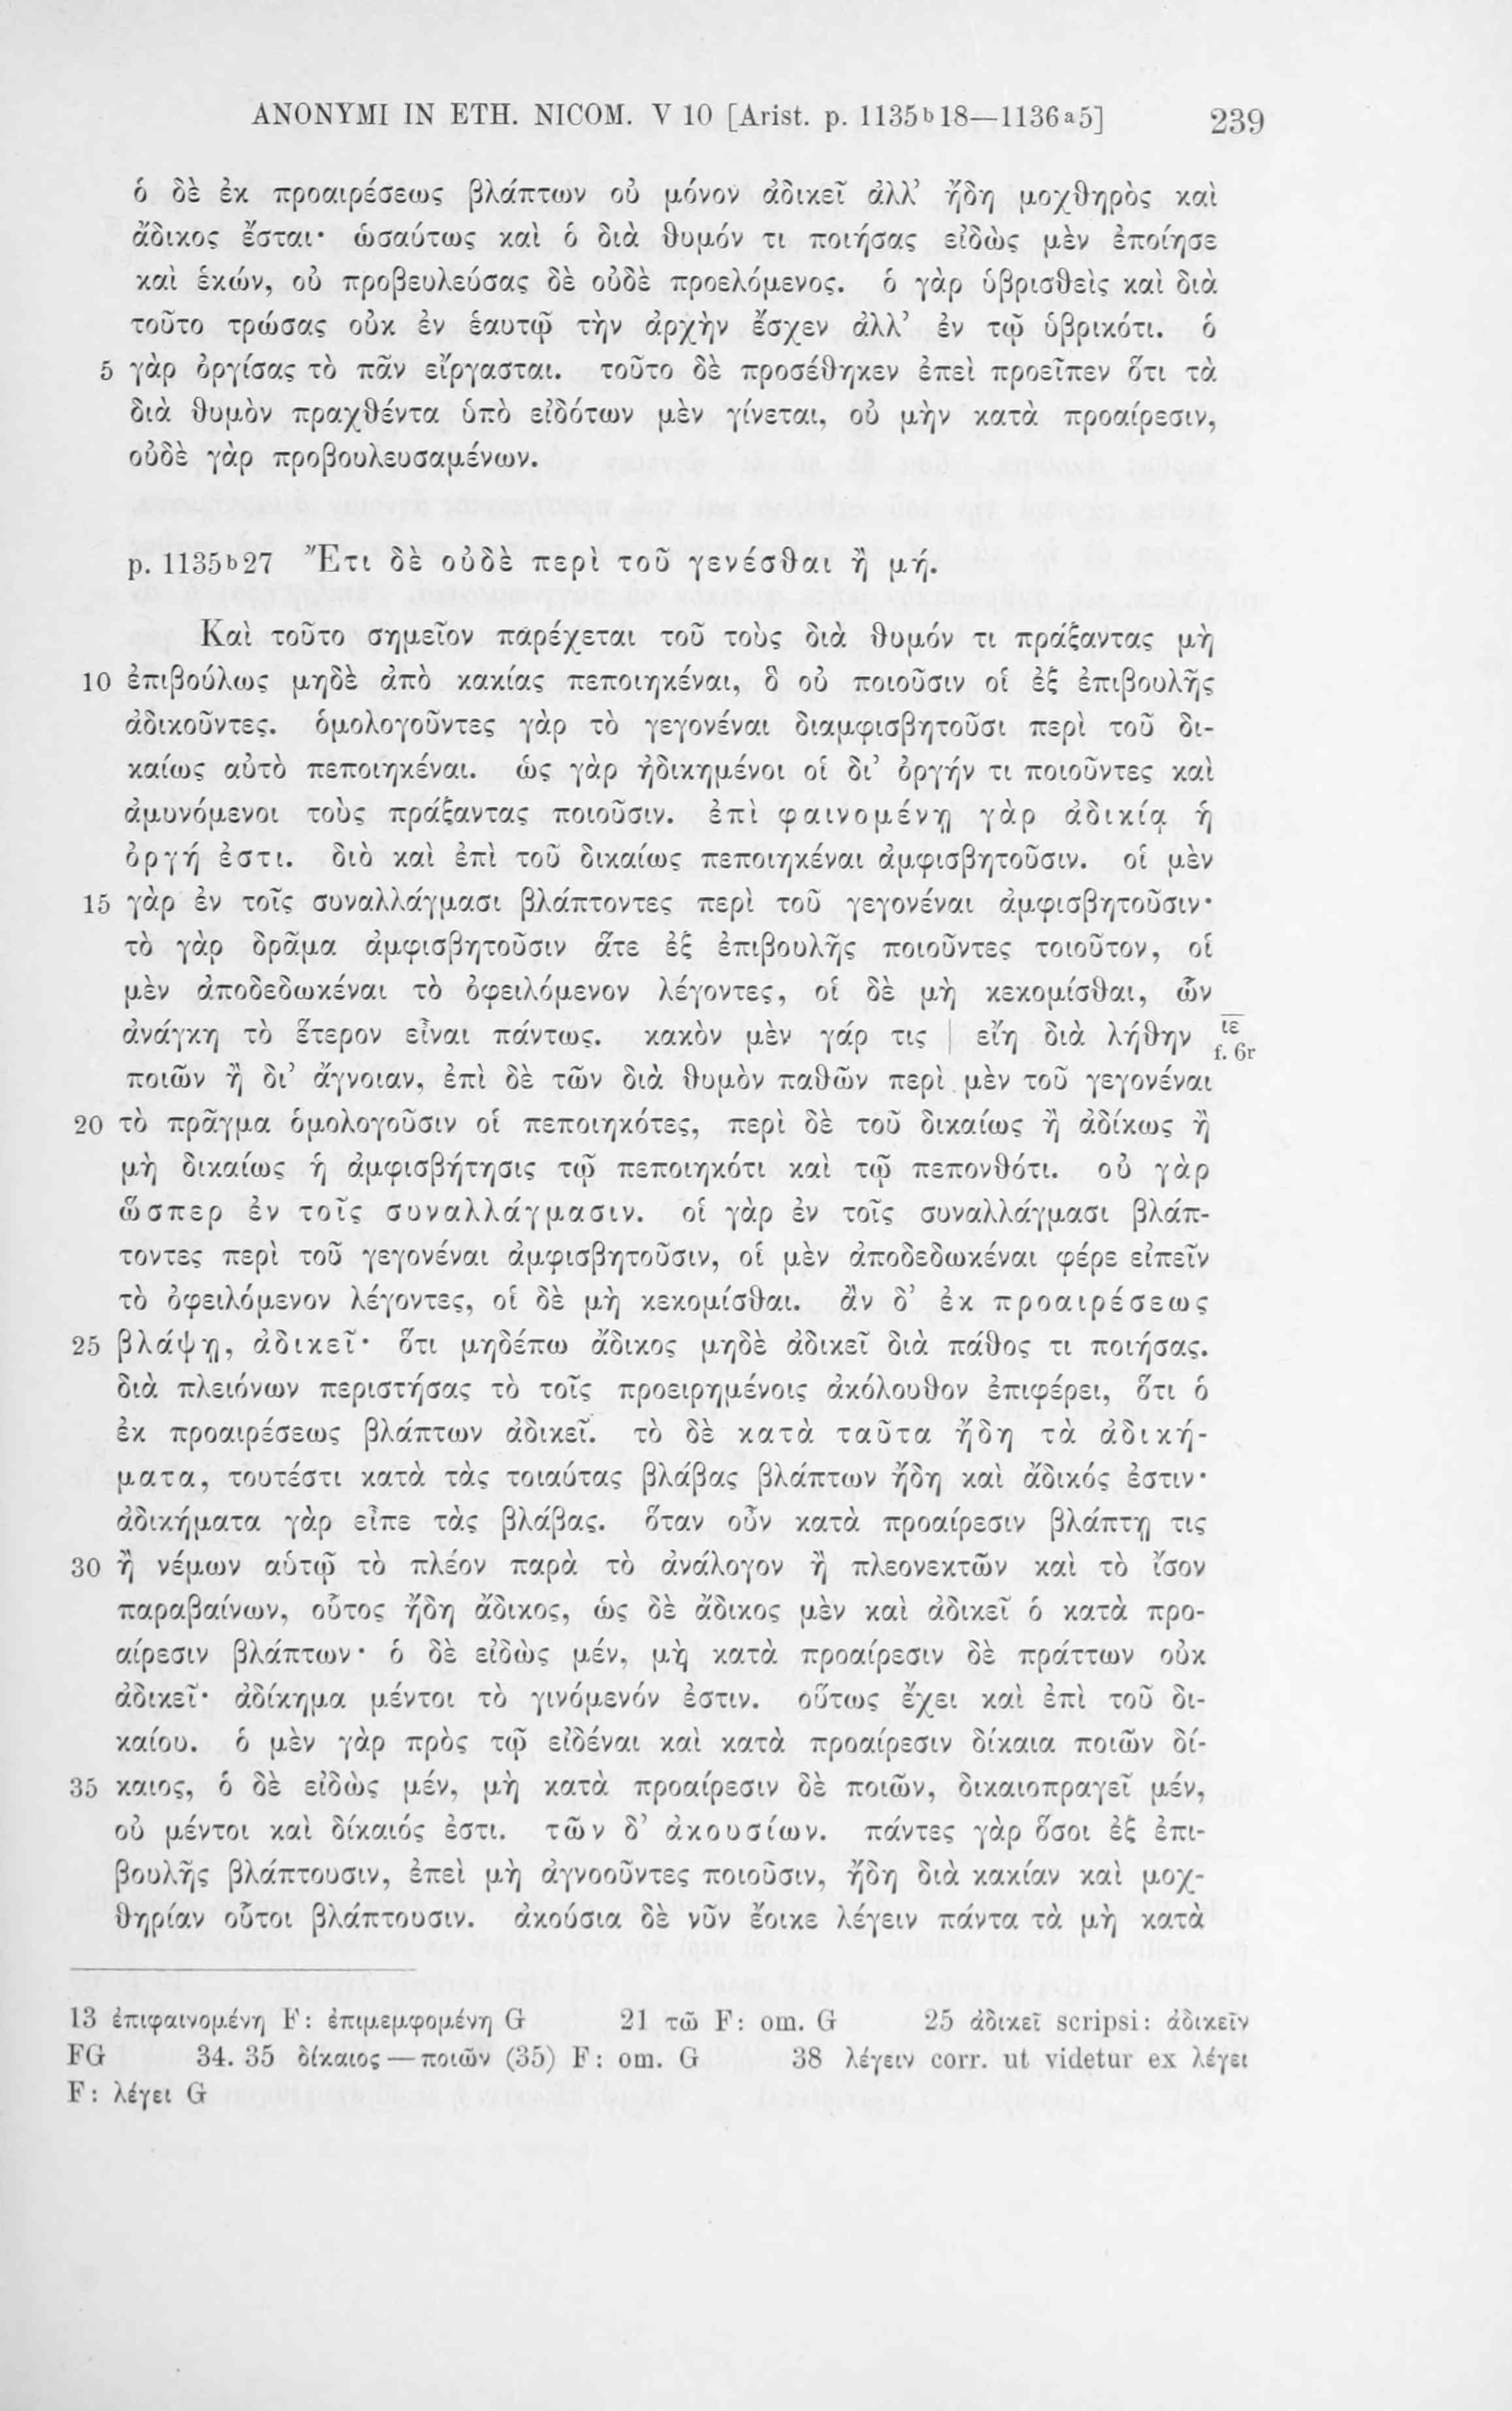 ANONYMI IN ETH. NICOM. V 10 [Arist. p. 1135b18—1136a5] 239
ὁ δὲ ἐκ προαιρέσεως βλάπτων οὐ μόνον ἀδικεῖ ἀλλ’ ἤδη μοχθηρὸς καὶ
ἄδικος ἔσται· ὡσαύτως καὶ ὁ διὰ θυμόν τι ποιήσας εἰδὼς μὲν ἐποίησε
καὶ ἑκών, οὐ προβευλεύσας δὲ οὐδὲ προελόμενος. ὁ γὰρ ὑβρισθεὶς καὶ διὰ
τοῦτο τρώσας οὐκ ἐν ἑαυτῷ τὴν ἀρχὴν ἔσχεν ἀλλ’ ἐν τῷ ὑβρικότι. ὁ
5 γὰρ ὀργίσας τὸ πᾶν εἴργασται. τοῦτο δὲ προσέθηκεν ἐπεὶ προεῖπεν ὅτι τὰ
διὰ θυμὸν πραχθέντα ὑπὸ εἰδότων μὲν γίνεται, οὐ μὴν κατὰ προαίρεσιν,
οὐδὲ γὰρ προβουλευσαμένων.
p. 1135b27 Ἔτι δὲ οὐδὲ περὶ τοῦ γενέσθαι ἢ μή.
Καὶ τοῦτο σημεῖον παρέχεται τοῦ τοὺς διὰ θυμόν τι πράξαντας μὴ
10 ἐπιβούλως μηδὲ ἀπὸ κακίας πεποιηκέναι, ὃ οὐ ποιοῦσιν οἱ ἐξ ἐπιβουλῆς
ἀδικοῦντες. ὁμολογοῦντες γὰρ τὸ γεγονέναι διαμφισβητοῦσι περὶ τοῦ δι-
καίως αὐτὸ πεποιηκέναι. ὡς γὰρ ἠδικημένοι οἱ δι’ ὀργήν τι ποιοῦντες καὶ
ἀμυνόμενοι τοὺς πράξαντας ποιοῦσιν. ἐπὶ φαινομένῃ γὰρ ἀδικίᾳ ἡ
ὀργή ἐστι. διὸ καὶ ἐπὶ τοῦ δικαίως πεποιηκέναι ἀμφισβητοῦσιν. οἱ μὲν
15 γὰρ ἐν τοῖς συναλλάγμασι βλάπτοντες περὶ τοῦ γεγονέναι ἀμφισβητοῦσιν·
τὸ γὰρ δρᾶμα ἀμφισβητοῦσιν ἅτε ἐξ ἐπιβουλῆς ποιοῦντες τοιοῦτον, οἱ
μὲν ἀποδεδωκέναι τὸ ὀφειλόμενον λέγοντες, οἱ δὲ μὴ κεκομίσθαι, ὧν
ἀνάγκη τὸ ἕτερον εἶναι πάντως. κακὸν μὲν γάρ τις | εἴη διὰ λήθην ιε f. 6r
ποιῶν ἢ δι’ ἄγνοιαν, ἐπὶ δὲ τῶν διὰ θυμὸν παθῶν περὶ μὲν τοῦ γεγονέναι
20 τὸ πρᾶγμα ὁμολογοῦσιν οἱ πεποιηκότες, περὶ δὲ τοῦ δικαίως ἢ ἀδίκως ἢ
μὴ δικαίως ἡ ἀμφισβήτησις τῷ πεποιηκότι καὶ τῷ πεπονθότι. οὐ γὰρ
ὥσπερ ἐν τοῖς συναλλάγμασιν. οἱ γὰρ ἐν τοῖς συναλλάγμασι βλάπ-
τοντες περὶ τοῦ γεγονέναι ἀμφισβητοῦσιν, οἱ μὲν ἀποδεδωκέναι φέρε εἰπεῖν
τὸ ὀφειλόμενον λέγοντες, οἱ δὲ μὴ κεκομίσθαι. ἂν δ’ ἐκ προαιρέσεως
25 βλάψῃ, ἀδικεῖ· ὅτι μηδέπω ἄδικος μηδὲ ἀδικεῖ διὰ πάθος τι ποιήσας.
διὰ πλειόνων περιστήσας τὸ τοῖς προειρημένοις ἀκόλουθον ἐπιφέρει, ὅτι ὁ
ἐκ προαιρέσεως βλάπτων ἀδικεῖ. τὸ δὲ κατὰ ταῦτα ἤδη τὰ ἀδική-
ματα, τουτέστι κατὰ τὰς τοιαύτας βλάβας βλάπτων ἤδη καὶ ἄδικός ἐστιν·
ἀδικήματα γὰρ εἶπε τὰς βλάβας. ὅταν οὖν κατὰ προαίρεσιν βλάπτῃ τις
30 ἢ νέμων αὑτῷ τὸ πλέον παρὰ τὸ ἀνάλογον ἢ πλεονεκτῶν καὶ τὸ ἴσον
παραβαίνων, οὗτος ἤδη ἄδικος, ὡς δὲ ἄδικος μὲν καὶ ἀδικεῖ ὁ κατὰ προ-
αίρεσιν βλάπτων· ὁ δὲ εἰδὼς μέν, μὴ κατὰ προαίρεσιν δὲ πράττων οὐκ
ἀδικεῖ· ἀδίκημα μέντοι τὸ γινόμενόν ἐστιν. οὕτως ἔχει καὶ ἐπὶ τοῦ δι-
καίου. ὁ μὲν γὰρ πρὸς τῷ εἰδέναι καὶ κατὰ προαίρεσιν δίκαια ποιῶν δί-
35 καιος, ὁ δὲ εἰδὼς μέν, μὴ κατὰ προαίρεσιν δὲ ποιῶν, δικαιοπραγεῖ μέν,
οὐ μέντοι καὶ δίκαιός ἐστι. τῶν δ’ ἀκουσίων. πάντες γὰρ ὅσοι ἐξ ἐπι-
βουλῆς βλάπτουσιν, ἐπεὶ μὴ ἀγνοοῦντες ποιοῦσιν, ἤδη διὰ κακίαν καὶ μοχ-
θηρίαν οὗτοι βλάπτουσιν. ἀκούσια δὲ νῦν ἔοικε λέγειν πάντα τὰ μὴ κατὰ
13 ἐπιφαινομένη F: ἐπιμεμφομένη G 21 τῶ F: om. G 25 ἀδικεῖ scripsi: ἀδικεῖν
FG 34. 35 δίκαιος — ποιῶν (35) F: om. G 38 λέγειν corr. ut videtur ex λέγει
F: λέγει G